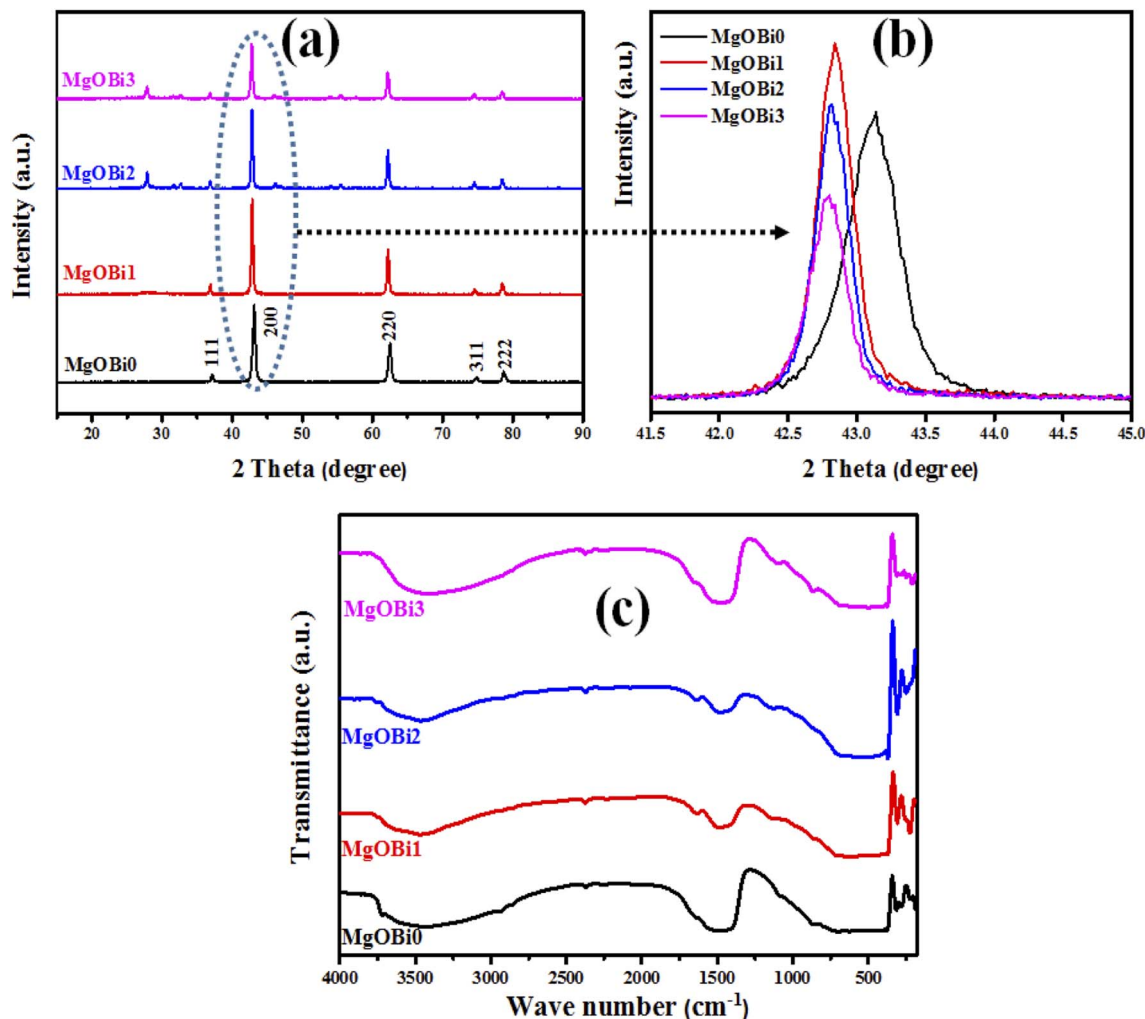 (a)
MgOBi3
MgOBi2
MgOBi1
MgOBi0
111
200
220
311
222
Intensity (a.u.)
20 30 40 50 60 70 80 90
2 Theta (degree)
(b)
MgOBi0
MgOBi1
MgOBi2
MgOBi3
Intensity (a.u.)
41.5 42.0 42.5 43.0 43.5 44.0 44.5 45.0
2 Theta (degree)
(c)
MgOBi3
MgOBi2
MgOBi1
MgOBi0
Transmittance (a.u.)
4000 3500 3000 2500 2000 1500 1000 500
Wave number (cm⁻¹)